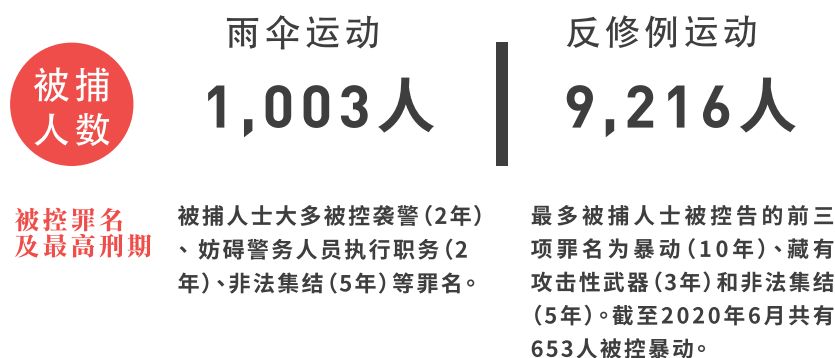 雨伞运动
反修例运动
被捕
人数
1,003人
9,216人
被控罪名
及最高刑期
被捕人士大多被控袭警（2年）
、妨碍警务人员执行职务（2
年）、非法集结（5年）等罪名。
最多被捕人士被控告的前三
项罪名为暴动（10年）、藏有
攻击性武器（3年）和非法集结
（5年）。截至2020年6月共有
653人被控暴动。